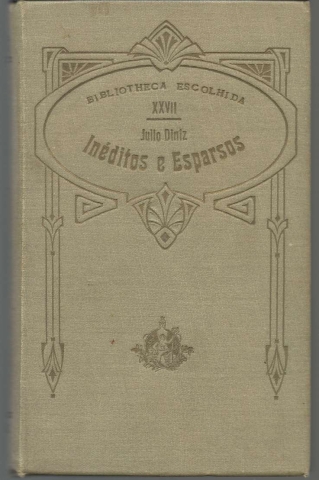 BIBLIOTHECA ESCOLHIDA
XXVII
Julio Diniz
Inéditos e Esparsos